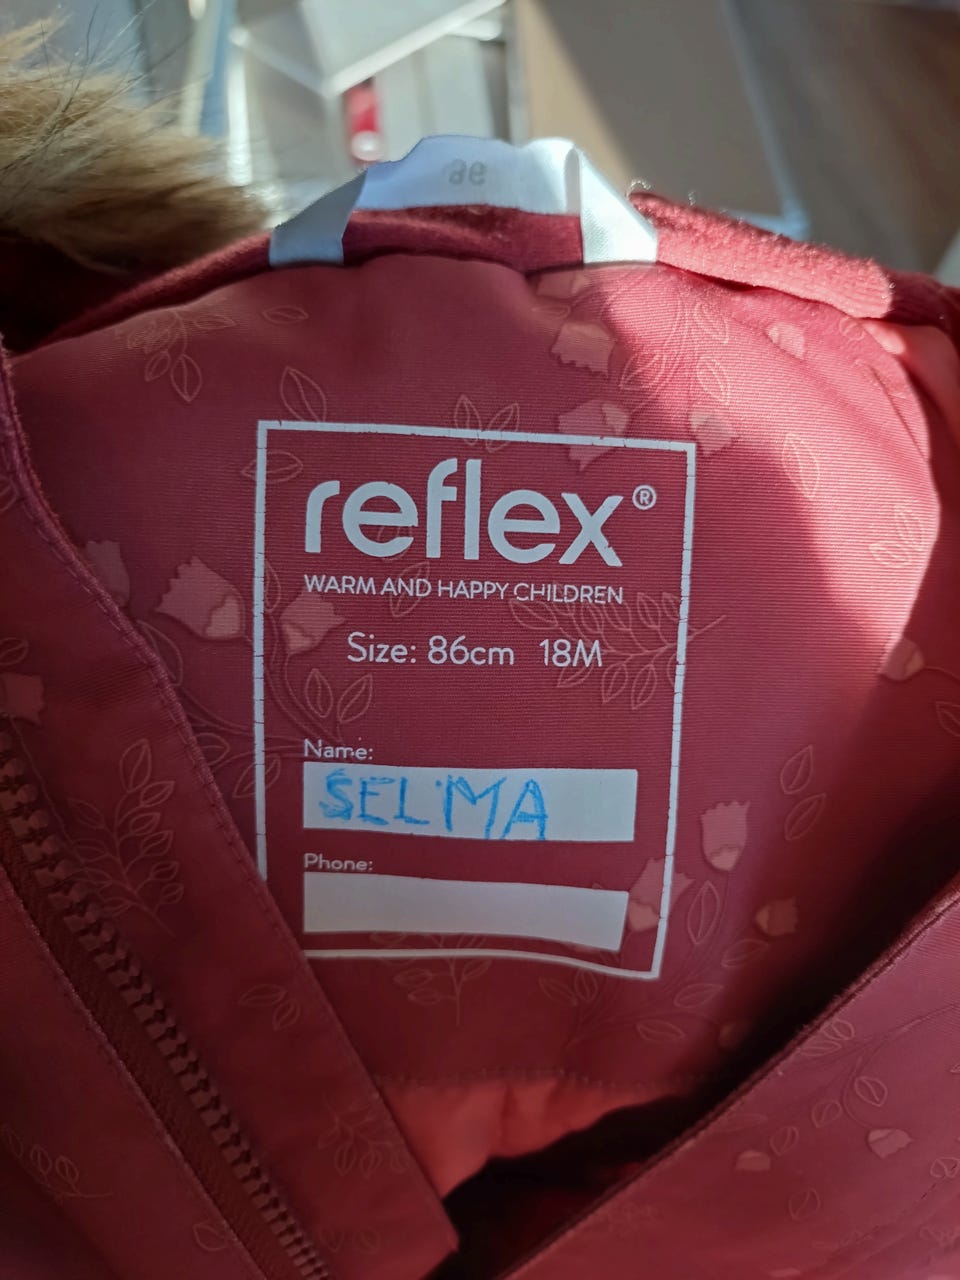 reflex®
WARM AND HAPPY CHILDREN
Size: 86cm 18M
Name:
SELMA
Phone: